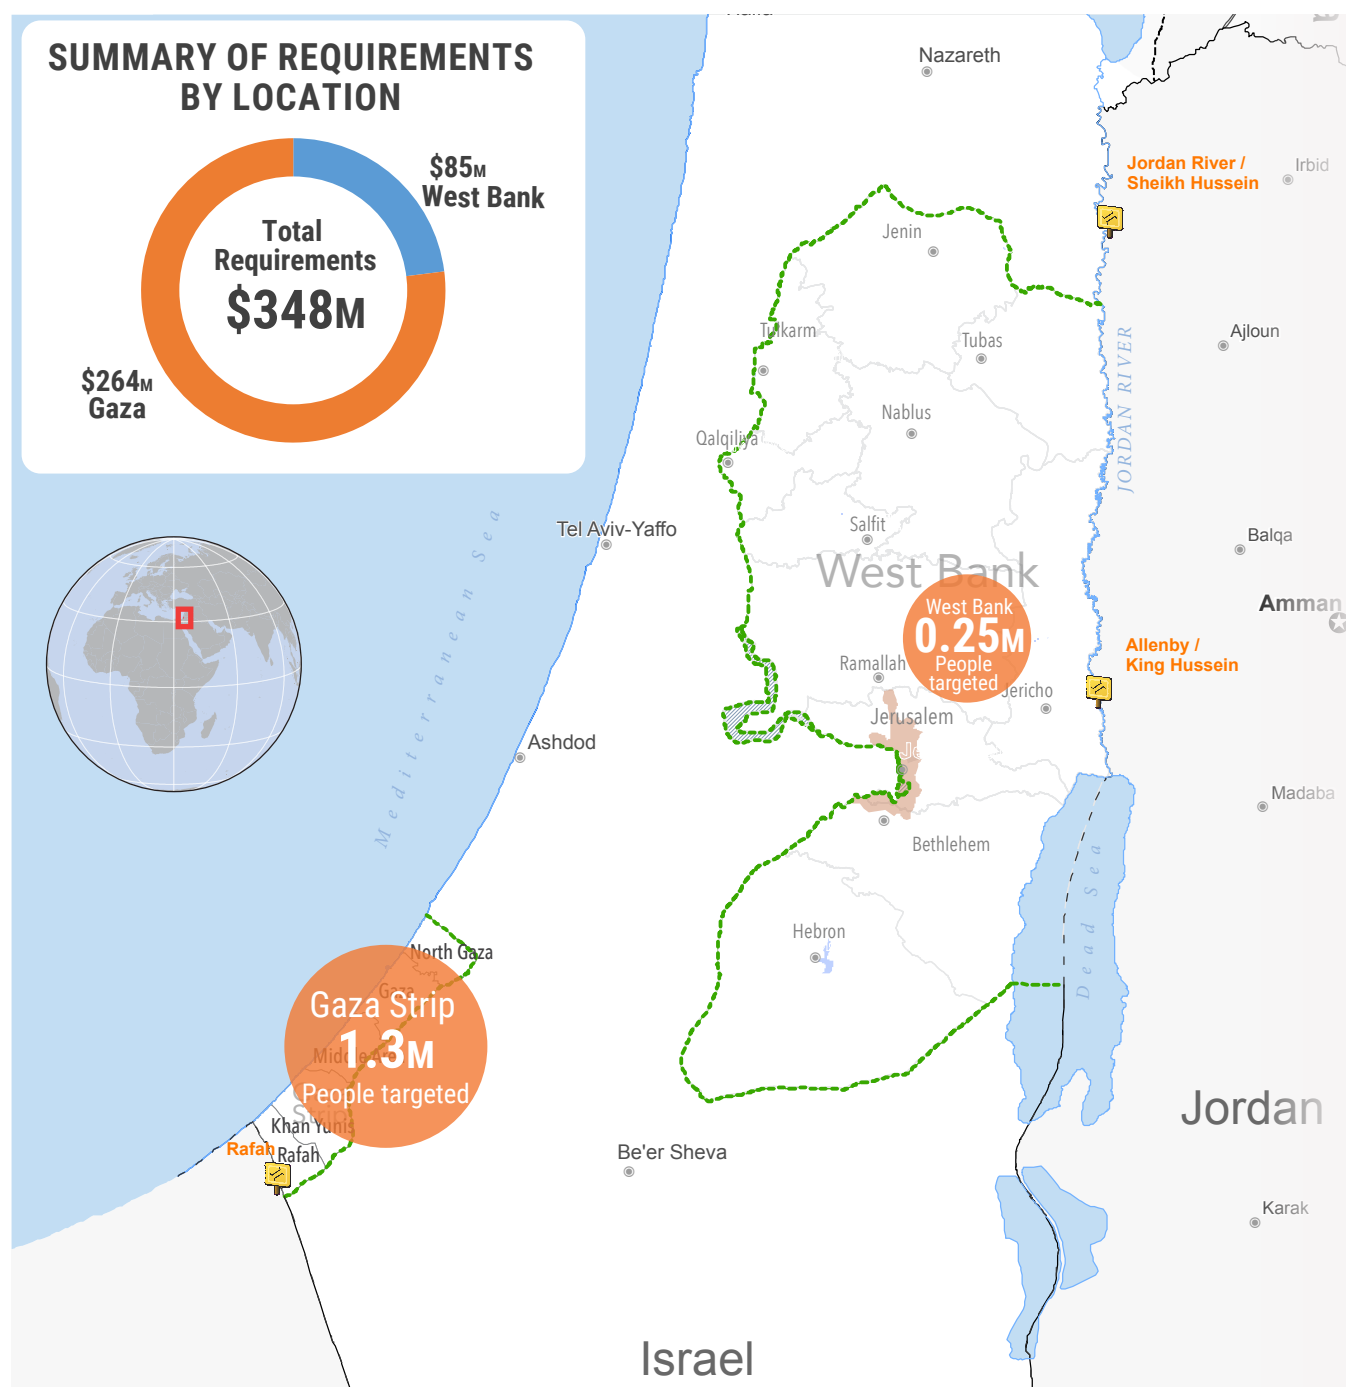 SUMMARY OF REQUIREMENTS
BY LOCATION
$85M
West Bank
Total
Requirements
$348M
$264M
Gaza
Nazareth
Jordan River /
Sheikh Hussein
Irbid
Jenin
Tulkarm
Tubas
Ajloun
JORDAN RIVER
Nablus
Qalqiliya
Salfit
Tel Aviv-Yaffo
Balqa
West Bank
Mediterranean Sea
West Bank
0.25M
People
targeted
Amman
Allenby /
King Hussein
Ramallah
Jericho
Jerusalem
Ashdod
Madaba
Bethlehem
Dead Sea
Hebron
North Gaza
Gaza
Gaza Strip
1.3M
People targeted
Strip
Khan Yunis
Rafah
Rafah
Be'er Sheva
Jordan
Karak
Israel